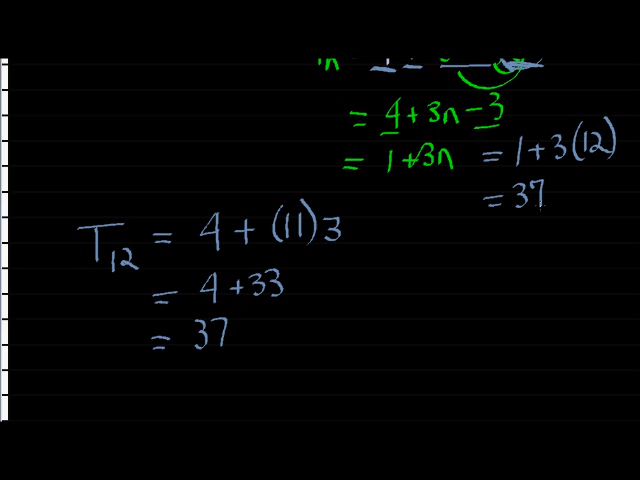 = 4 + 3n - 3
= 1 + 3n = 1 + 3(12)
= 37
T12 = 4 + (11)3
= 4 + 33
= 37